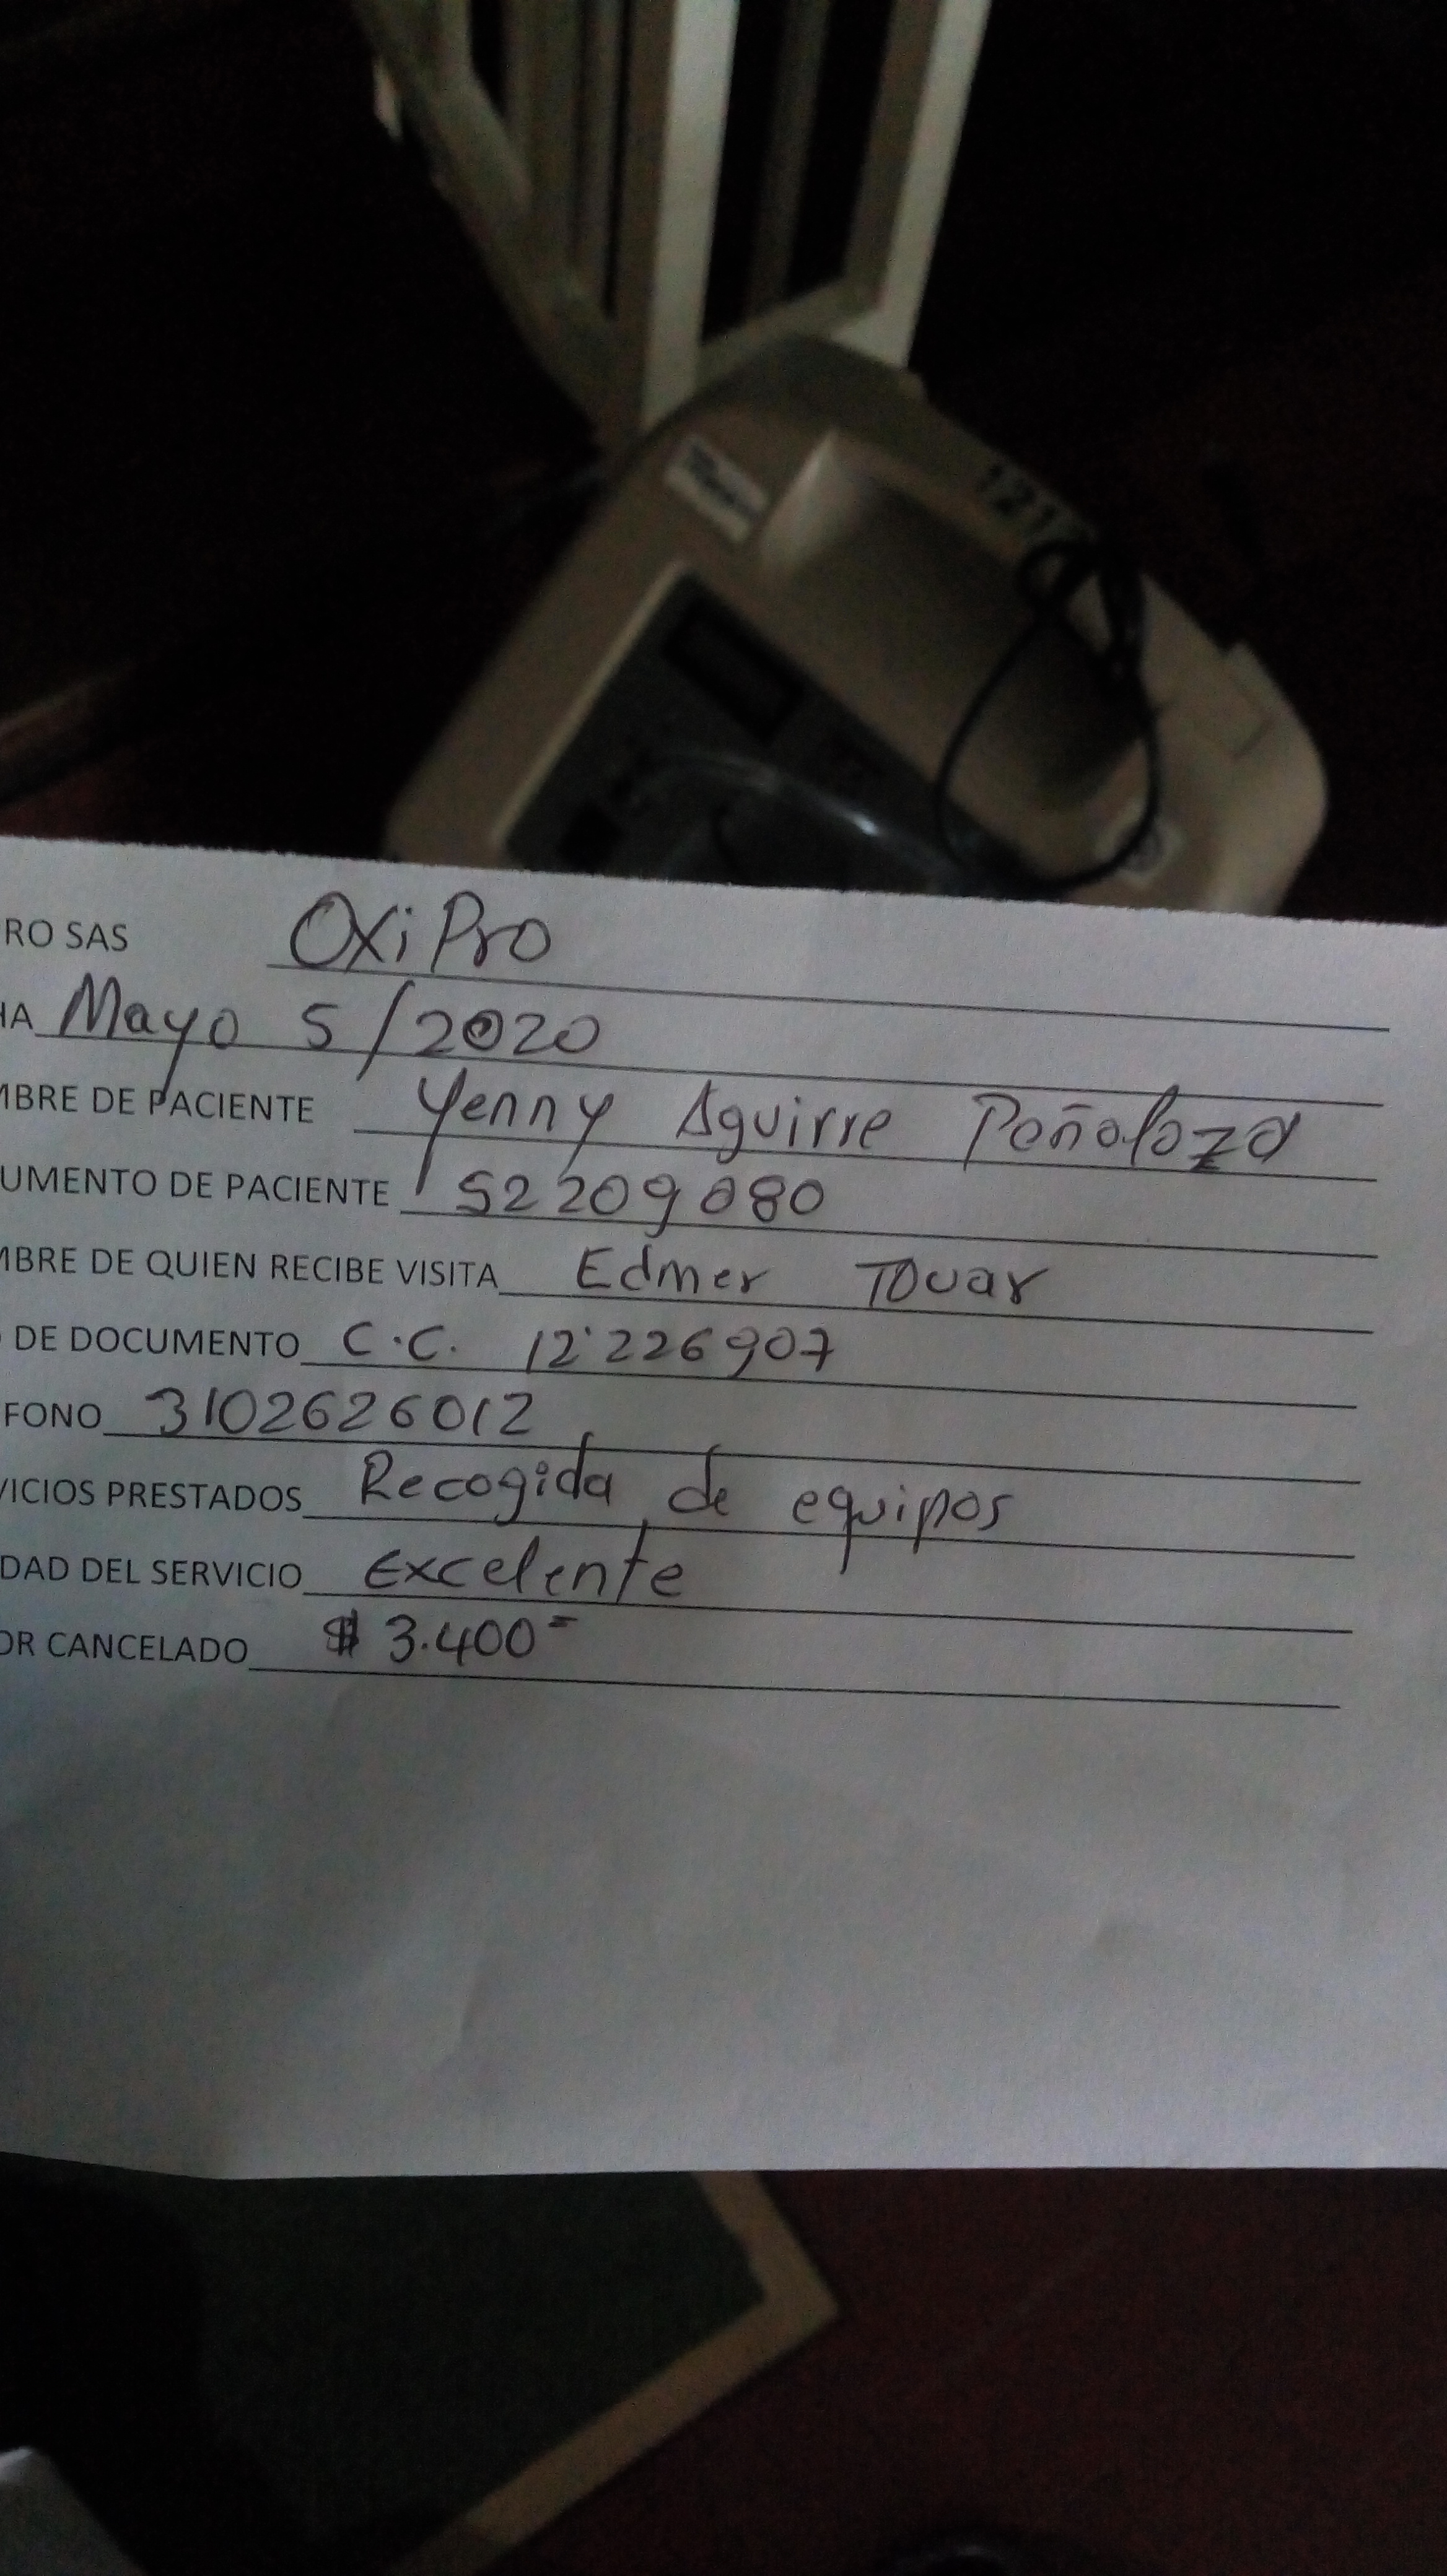 RO SAS OxiPro
HA Mayo 5/2020
MBRE DE PACIENTE Yenny Aguirre Peñaloza
UMENTO DE PACIENTE 52209080
MBRE DE QUIEN RECIBE VISITA Edmer Tovar
DE DOCUMENTO C.C. 12'226907
FONO 3102626012
VICIOS PRESTADOS Recogida de equipos
DAD DEL SERVICIO Excelente
OR CANCELADO $ 3.400=